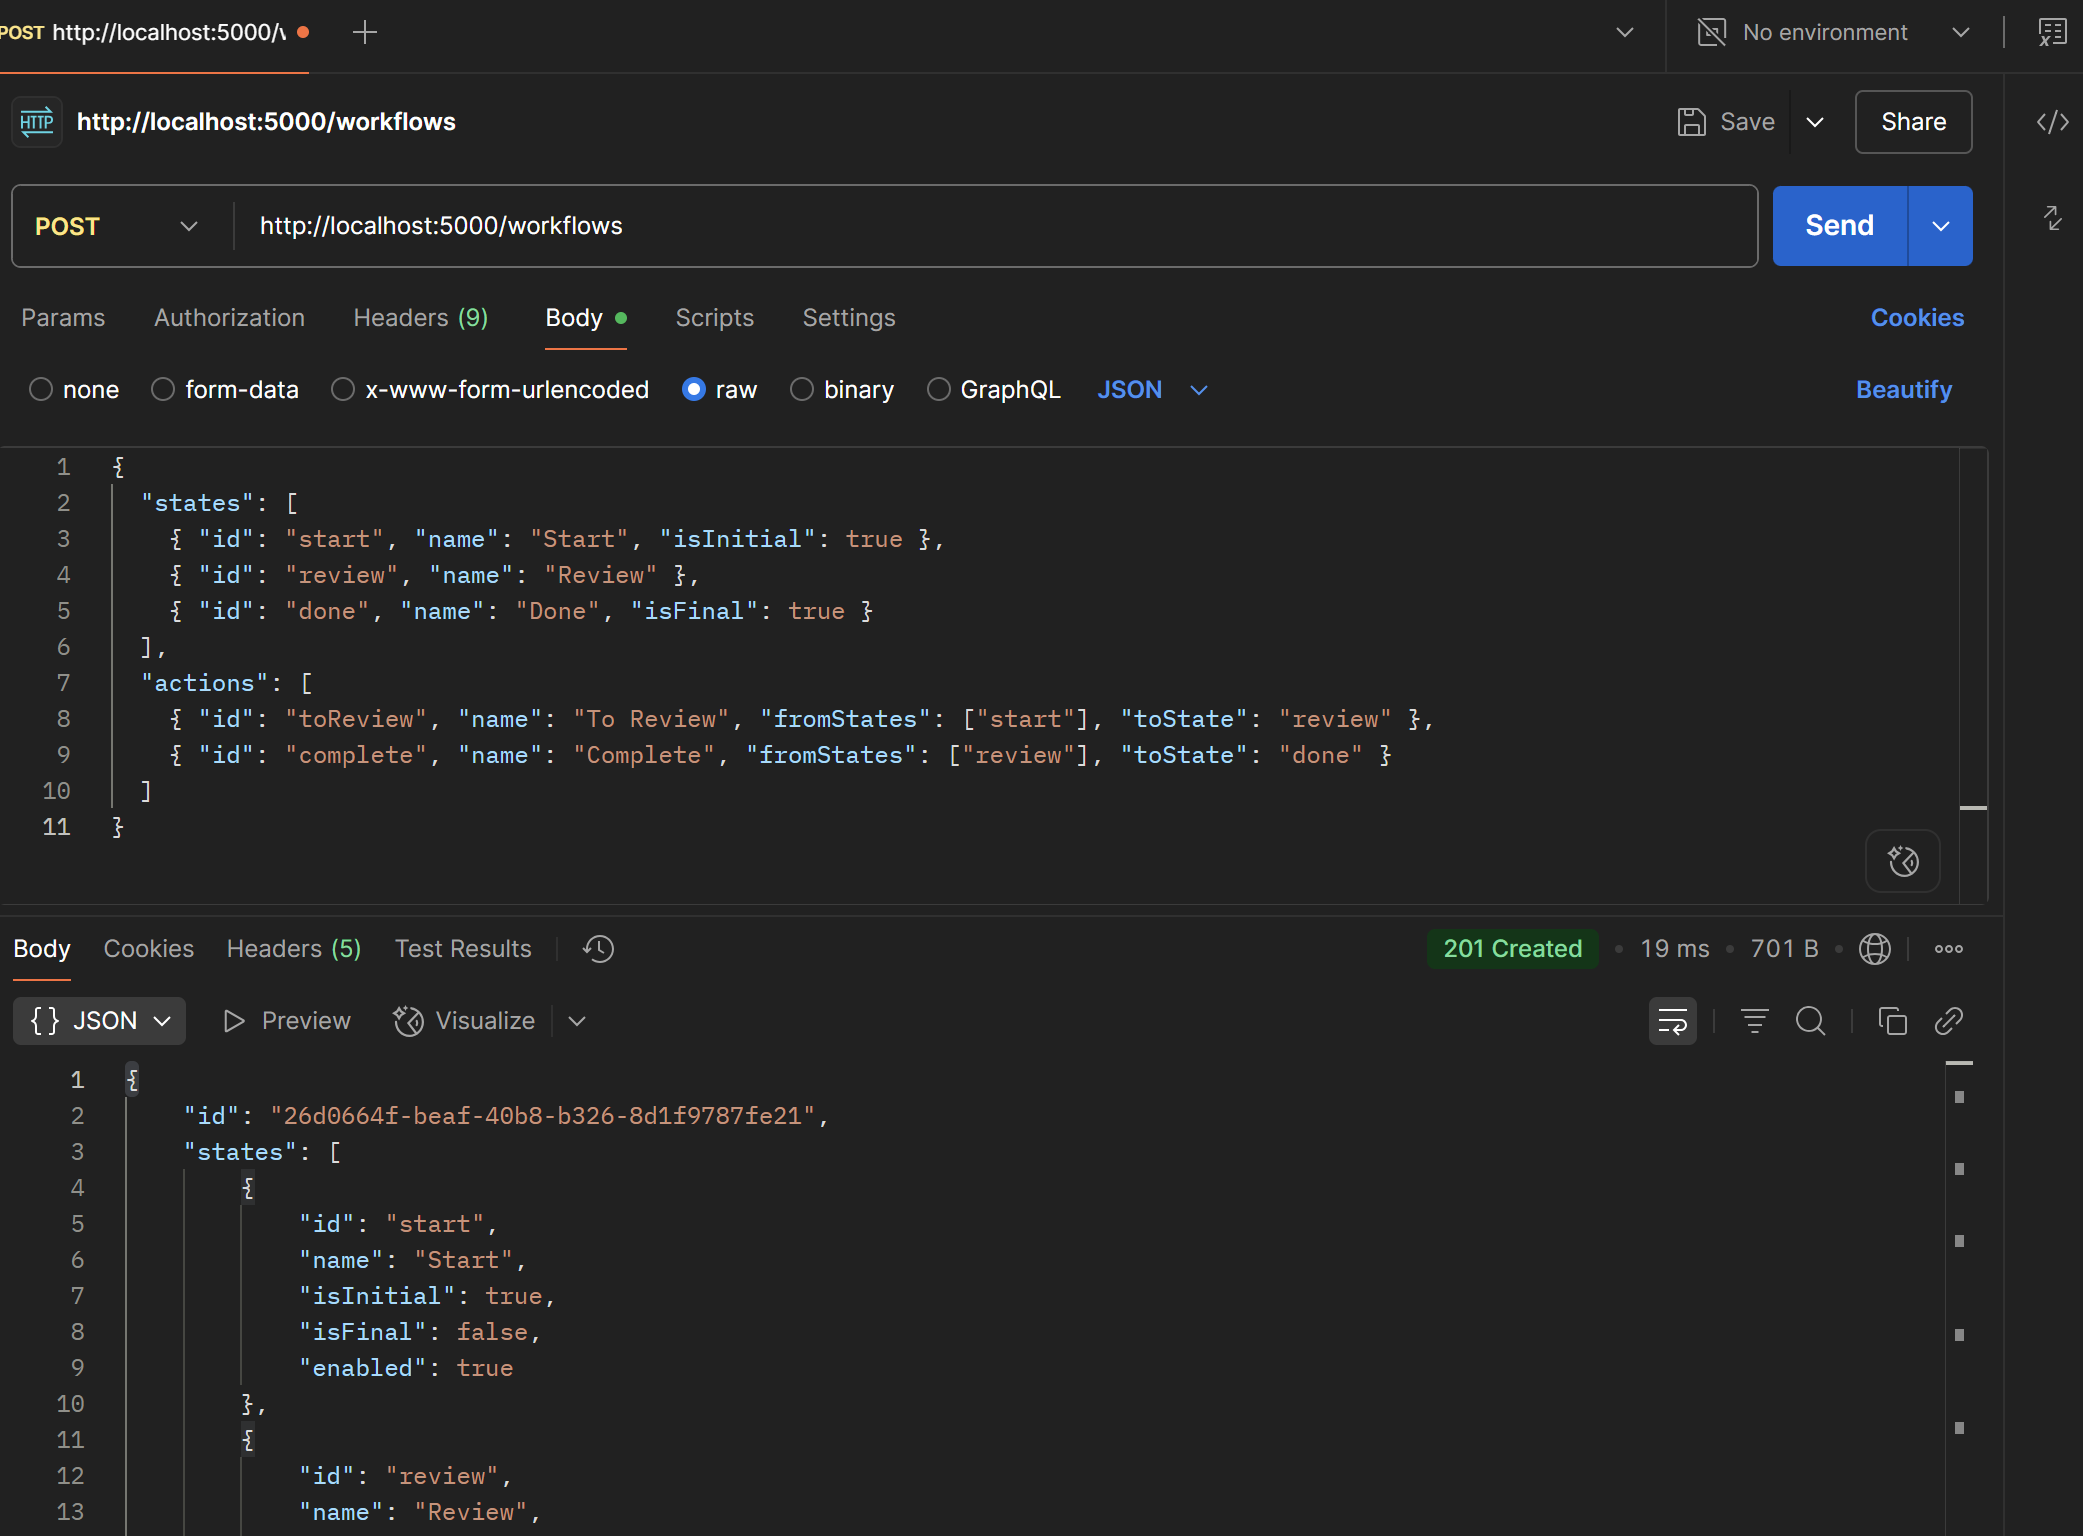 POST http://localhost:5000/
No environment
HTTP http://localhost:5000/workflows
Save
Share
POST http://localhost:5000/workflows
Send
Params Authorization Headers (9) Body Scripts Settings Cookies
none form-data x-www-form-urlencoded raw binary GraphQL JSON Beautify
1 {
2 "states": [
3 { "id": "start", "name": "Start", "isInitial": true },
4 { "id": "review", "name": "Review" },
5 { "id": "done", "name": "Done", "isFinal": true }
6 ],
7 "actions": [
8 { "id": "toReview", "name": "To Review", "fromStates": ["start"], "toState": "review" },
9 { "id": "complete", "name": "Complete", "fromStates": ["review"], "toState": "done" }
10 ]
11 }
Body Cookies Headers (5) Test Results 201 Created • 19 ms • 701 B •
{} JSON Preview Visualize
1 {
2 "id": "26d0664f-beaf-40b8-b326-8d1f9787fe21",
3 "states": [
4 {
5 "id": "start",
6 "name": "Start",
7 "isInitial": true,
8 "isFinal": false,
9 "enabled": true
10 },
11 {
12 "id": "review",
13 "name": "Review",